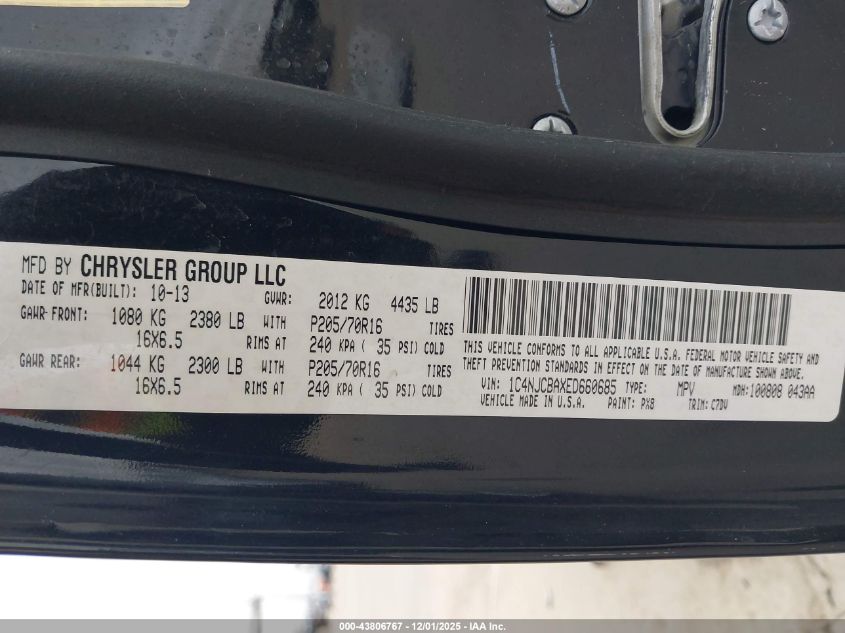 MFD BY CHRYSLER GROUP LLC
DATE OF MFR(BUILT): 10-13 GVWR: 2012 KG 4435 LB
GAWR FRONT: 1080 KG 2380 LB WITH P205/70R16 TIRES
16X6.5 RIMS AT 240 KPA ( 35 PSI) COLD
GAWR REAR: 1044 KG 2300 LB WITH P205/70R16 TIRES
16X6.5 RIMS AT 240 KPA ( 35 PSI) COLD
THIS VEHICLE CONFORMS TO ALL APPLICABLE U.S.A. FEDERAL MOTOR VEHICLE SAFETY AND
THEFT PREVENTION STANDARDS IN EFFECT ON THE DATE OF MANUFACTURE SHOWN ABOVE.
VIN: 1C4NJCBAXED660685 TYPE: MPV MDH:100808 043AA
VEHICLE MADE IN U.S.A. PAINT: PX8 TRIM: C7DV
000-43806767 - 12/01/2025 - IAA Inc.